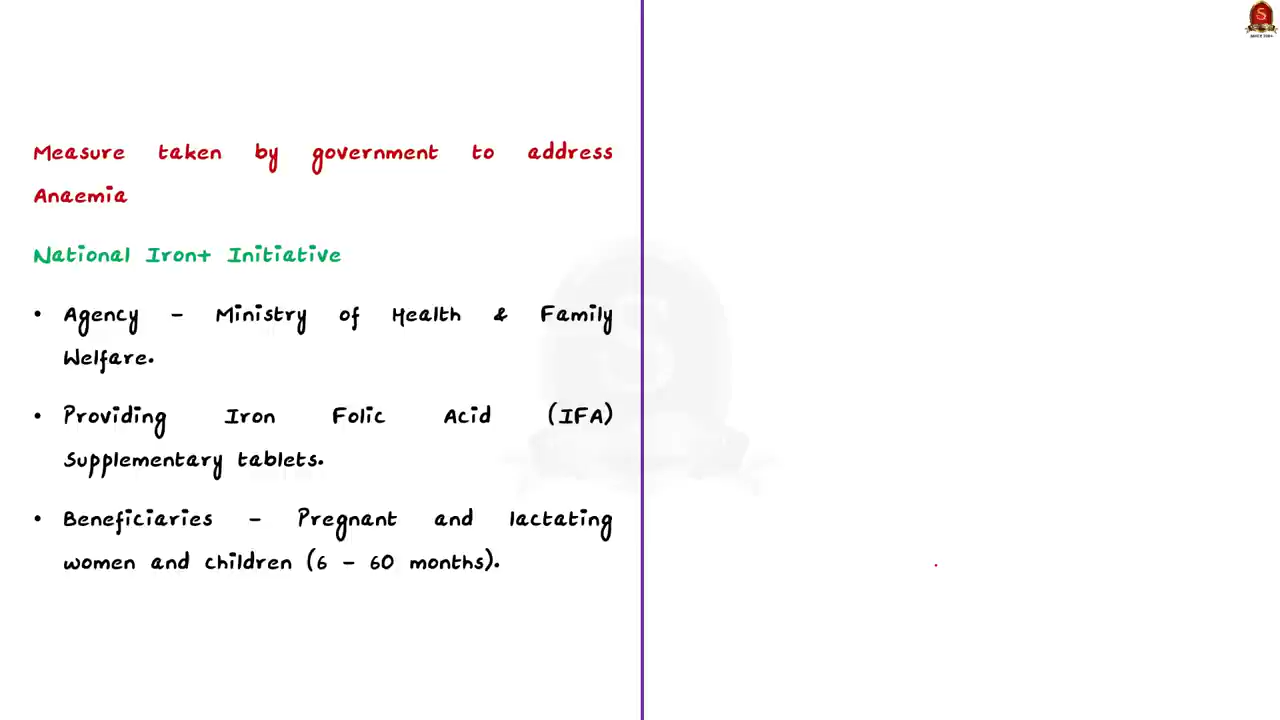 Measure taken by government to address
Anaemia
National Iron+ Initiative
• Agency – Ministry of Health & Family
Welfare.
• Providing Iron Folic Acid (IFA)
Supplementary tablets.
• Beneficiaries – Pregnant and lactating
women and children (6 – 60 months).
S